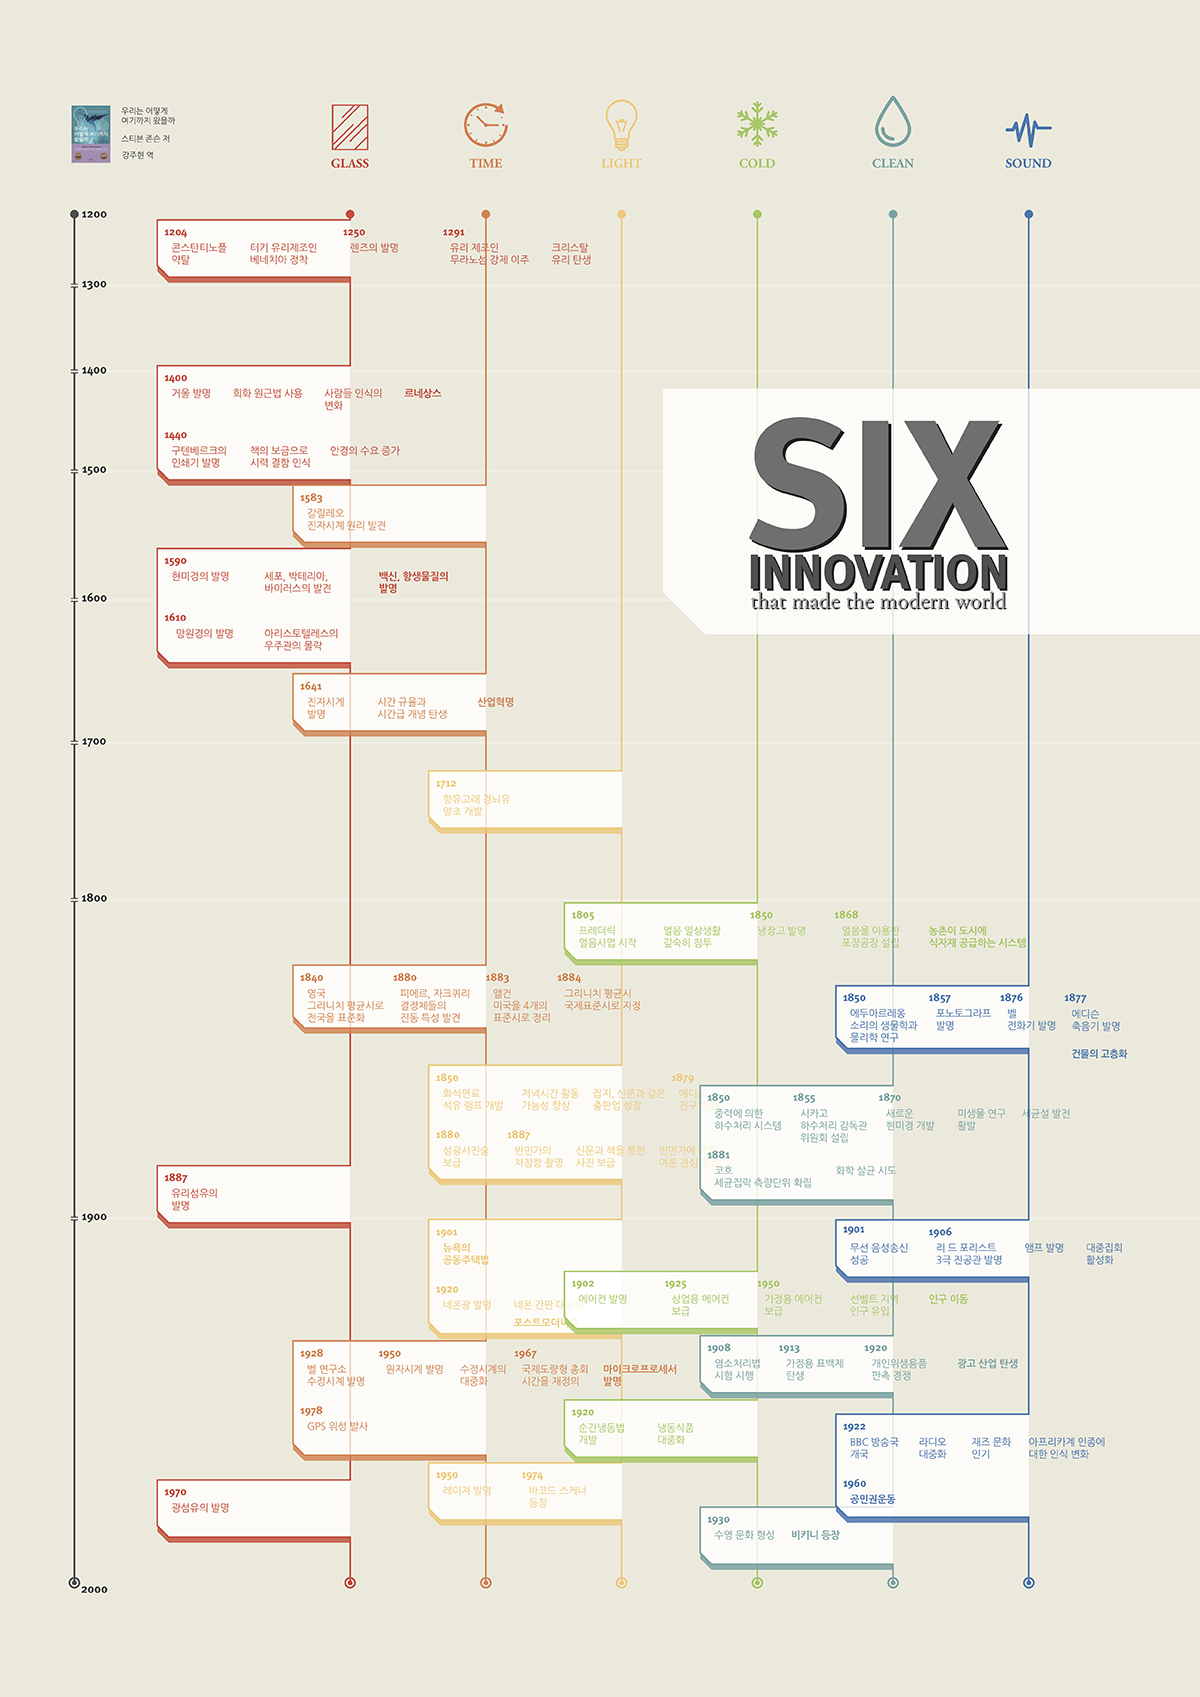 우리는 어떻게
여기까지 왔을까
스티븐 존슨 저
강주헌 역
GLASS
TIME
LIGHT
COLD
CLEAN
SOUND
1200
1204
콘스탄티노플
약탈
터키 유리제조인
베네치아 정착
1250
렌즈의 발명
1291
유리 제조인
무라노섬 강제 이주
크리스탈
유리 탄생
1300
1400
1400
거울 발명
회화 원근법 사용
사람들 인식의
변화
르네상스
1440
구텐베르크의
인쇄기 발명
책의 보금으로
시력 결함 인식
안경의 수요 증가
SIX
INNOVATION
that made the modern world
1500
1583
갈릴레오
진자시계 원리 발견
1590
현미경의 발명
세포, 박테리아,
바이러스의 발견
백신, 항생물질의
발명
1600
1610
망원경의 발명
아리스토텔레스의
우주관의 몰락
1641
진자시계
발명
시간 규율과
시간급 개념 탄생
산업혁명
1700
1712
향유고래 경뇌유
양초 개발
1800
1805
프레더릭
얼음사업 시작
얼음 일상생활
깊숙히 침투
1850
냉장고 발명
1868
얼음을 이용한
포장공장 설립
농촌이 도시에
식자재 공급하는 시스템
1840
영국
그리니치 평균시로
전국을 표준화
1880
피에르, 자크퀴리
결정체들의
진동 특성 발견
1883
앨런
미국을 4개의
표준시로 정리
1884
그리니치 평균시
국제표준시로 지정
1850
에두아르레옹
소리의 생물학과
물리학 연구
1857
포노토그라프
발명
1876
벨
전화기 발명
1877
에디슨
축음기 발명
건물의 고층화
1850
화석연료
석유 램프 개발
저녁시간 활동
가능성 향상
잡지, 신문과 같은
출판업 성장
1879
에디
전구
1880
섬광사진술
보급
1887
빈민가의
처참함 촬영
신문과 책을 통한
사진 보급
빈민가에
여론 관심
1850
중력에 의한
하수처리 시스템
1855
시카고
하수처리 감독관
위원회 설립
1870
새로운
현미경 개발
미생물 연구
활발
세균설 발전
1881
코흐
세균집락 측량단위 확립
화학 살균 시도
1887
유리섬유의
발명
1900
1901
뉴욕의
공동주택법
1920
네온광 발명
네온 간판
포스트모더니
1901
무선 음성송신
성공
1906
리 드 포리스트
3극 진공관 발명
앰프 발명
대중집회
활성화
1902
에어컨 발명
1925
상업용 에어컨
보급
1950
가정용 에어컨
보급
선벨트 지역
인구 유입
인구 이동
1928
벨 연구소
수정시계 발명
1950
원자시계 발명
수정시계의
대중화
1967
국제도량형 총회
시간을 재정의
마이크로프로세서
발명
1978
GPS 위성 발사
1908
염소처리법
시험 시행
1913
가정용 표백제
탄생
1920
개인위생용품
판촉 경쟁
광고 산업 탄생
1920
순간냉동법
개발
냉동식품
대중화
1922
BBC 방송국
개국
라디오
대중화
재즈 문화
인기
아프리카계 인종에
대한 인식 변화
1960
공민권운동
1950
레이져 발명
1974
바코드 스케너
등장
1970
광섬유의 발명
1930
수영 문화 형성
비키니 등장
2000